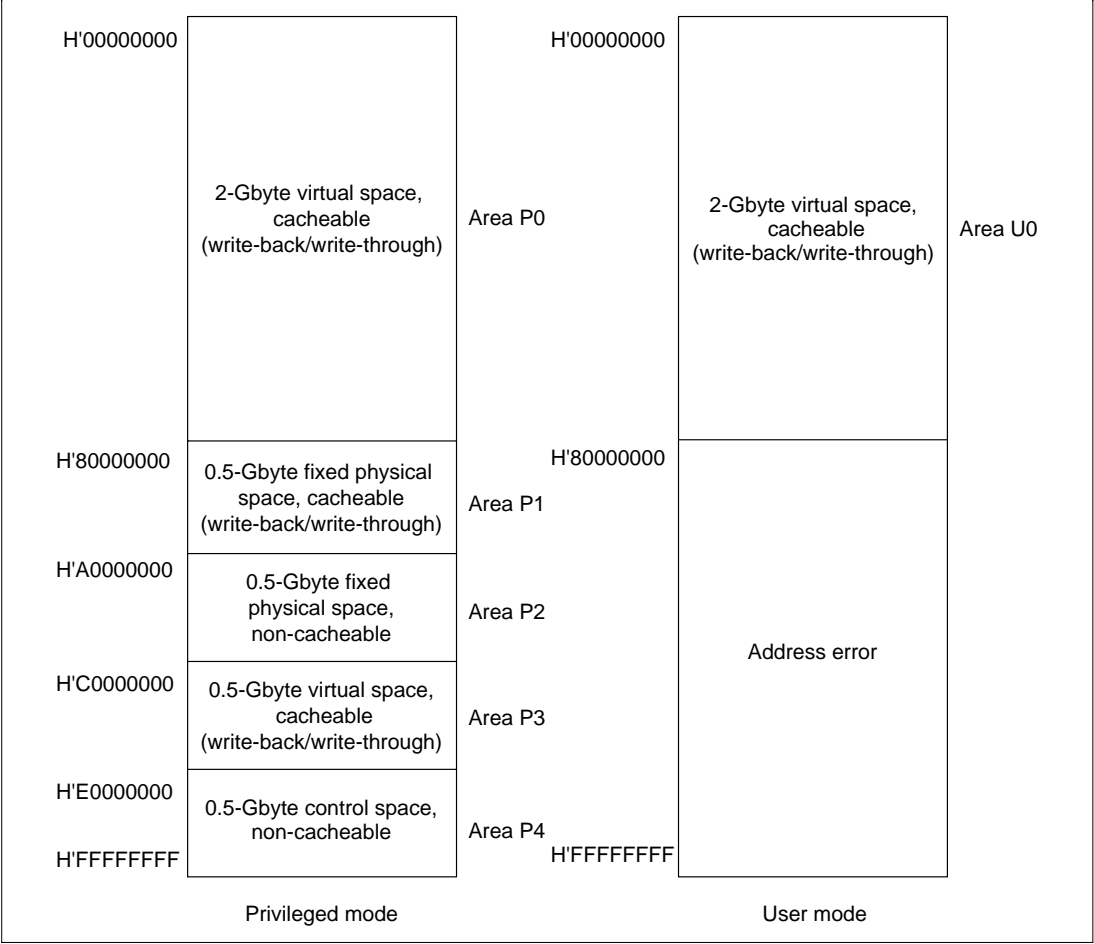 H'00000000
2-Gbyte virtual space,
cacheable
(write-back/write-through)
Area P0
H'80000000
0.5-Gbyte fixed physical
space, cacheable
(write-back/write-through)
Area P1
H'A0000000
0.5-Gbyte fixed
physical space,
non-cacheable
Area P2
H'C0000000
0.5-Gbyte virtual space,
cacheable
(write-back/write-through)
Area P3
H'E0000000
0.5-Gbyte control space,
non-cacheable
Area P4
H'FFFFFFFF
Privileged mode
H'00000000
2-Gbyte virtual space,
cacheable
(write-back/write-through)
Area U0
H'80000000
Address error
H'FFFFFFFF
User mode